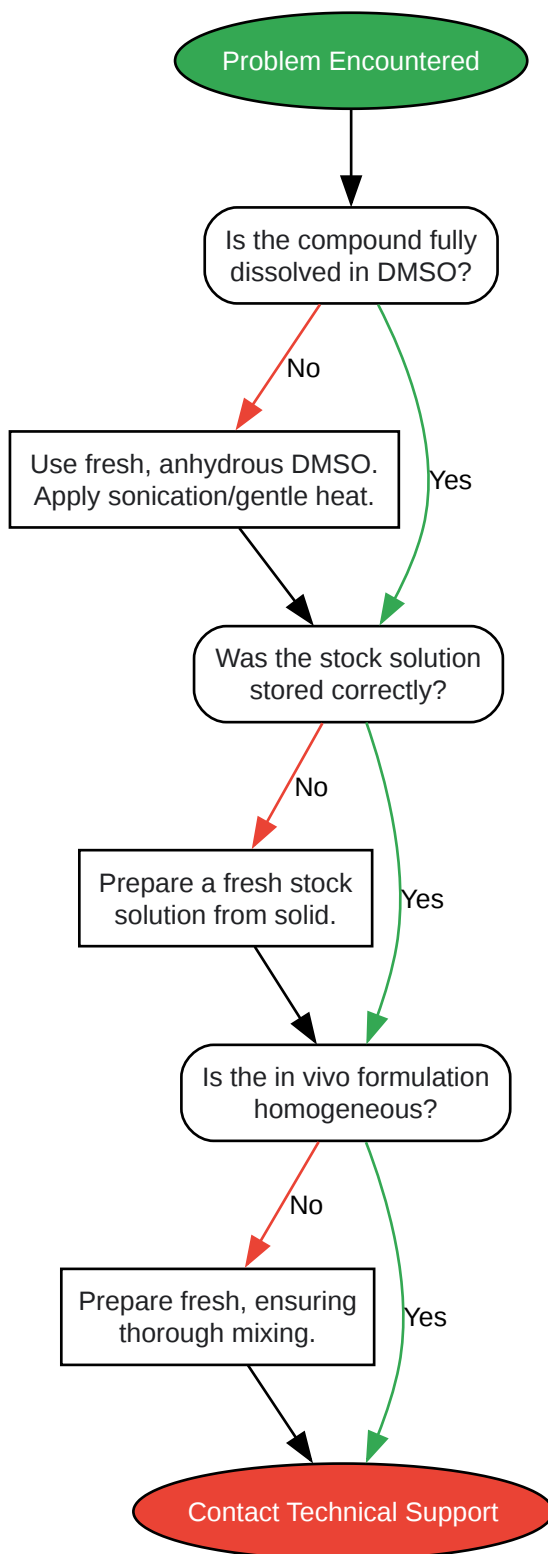 Problem Encountered
Is the compound fully
dissolved in DMSO?
No
Use fresh, anhydrous DMSO.
Apply sonication/gentle heat.
Yes
Was the stock solution
stored correctly?
No
Prepare a fresh stock
solution from solid.
Yes
Is the in vivo formulation
homogeneous?
No
Prepare fresh, ensuring
thorough mixing.
Yes
Contact Technical Support